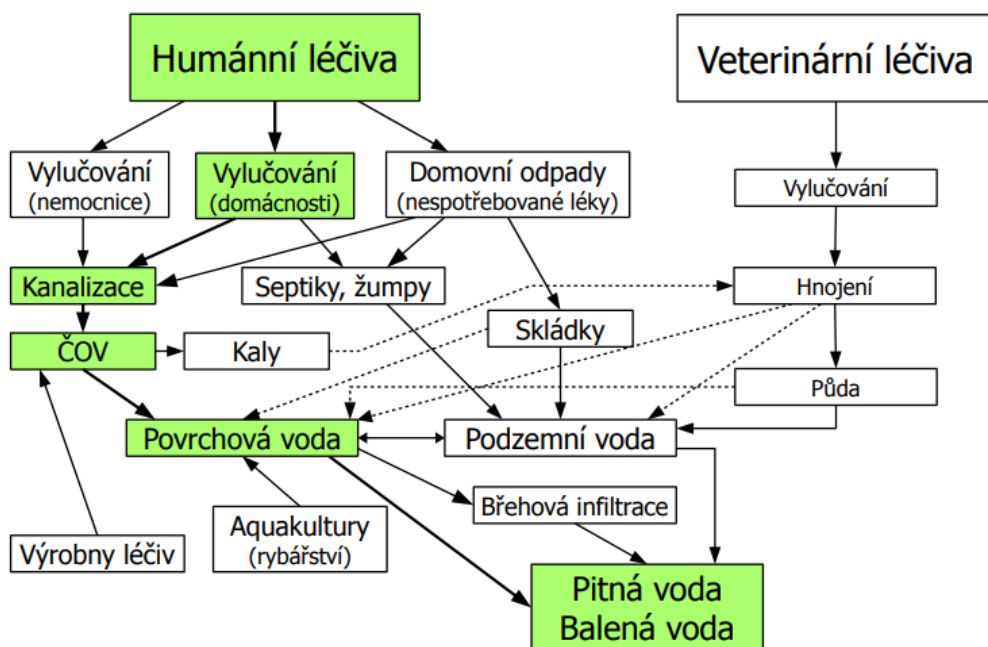 Humánní léčiva
Veterinární léčiva
Vylučování
(nemocnice)
Vylučování
(domácnosti)
Domovní odpady
(nespotřebované léky)
Vylučování
Kanalizace
Septiky, žumpy
Hnojení
Skládky
ČOV
Kaly
Půda
Povrchová voda
Podzemní voda
Břehová infiltrace
Výrobny léčiv
Aquakultury
(rybářství)
Pitná voda
Balená voda